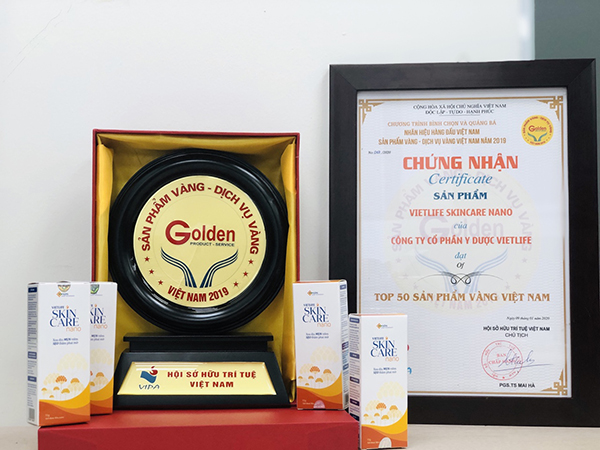 SẢN PHẨM VÀNG - DỊCH VỤ VÀNG
Golden
PRODUCT - SERVICE
VIỆT NAM 2019
VIPA
HỘI SỞ HỮU TRÍ TUỆ
VIỆT NAM
SKIN
CARE
nano
SKIN
CARE
nano
SKIN
CARE
nano
SKIN
CARE
nano
CỘNG HÒA XÃ HỘI CHỦ NGHĨA VIỆT NAM
ĐỘC LẬP - TỰ DO - HẠNH PHÚC
CHƯƠNG TRÌNH BÌNH CHỌN VÀ QUẢNG BÁ
NHÃN HIỆU HÀNG ĐẦU VIỆT NAM
SẢN PHẨM VÀNG - DỊCH VỤ VÀNG VIỆT NAM NĂM 2019
Golden
CHỨNG NHẬN
Certificate
SẢN PHẨM
VIETLIFE SKINCARE NANO
của
CÔNG TY CỔ PHẦN Y DƯỢC VIETLIFE
đạt
Of
TOP 50 SẢN PHẨM VÀNG VIỆT NAM
HỘI SỞ HỮU TRÍ TUỆ VIỆT NAM
CHỦ TỊCH
PGS.TS MAI HÀ